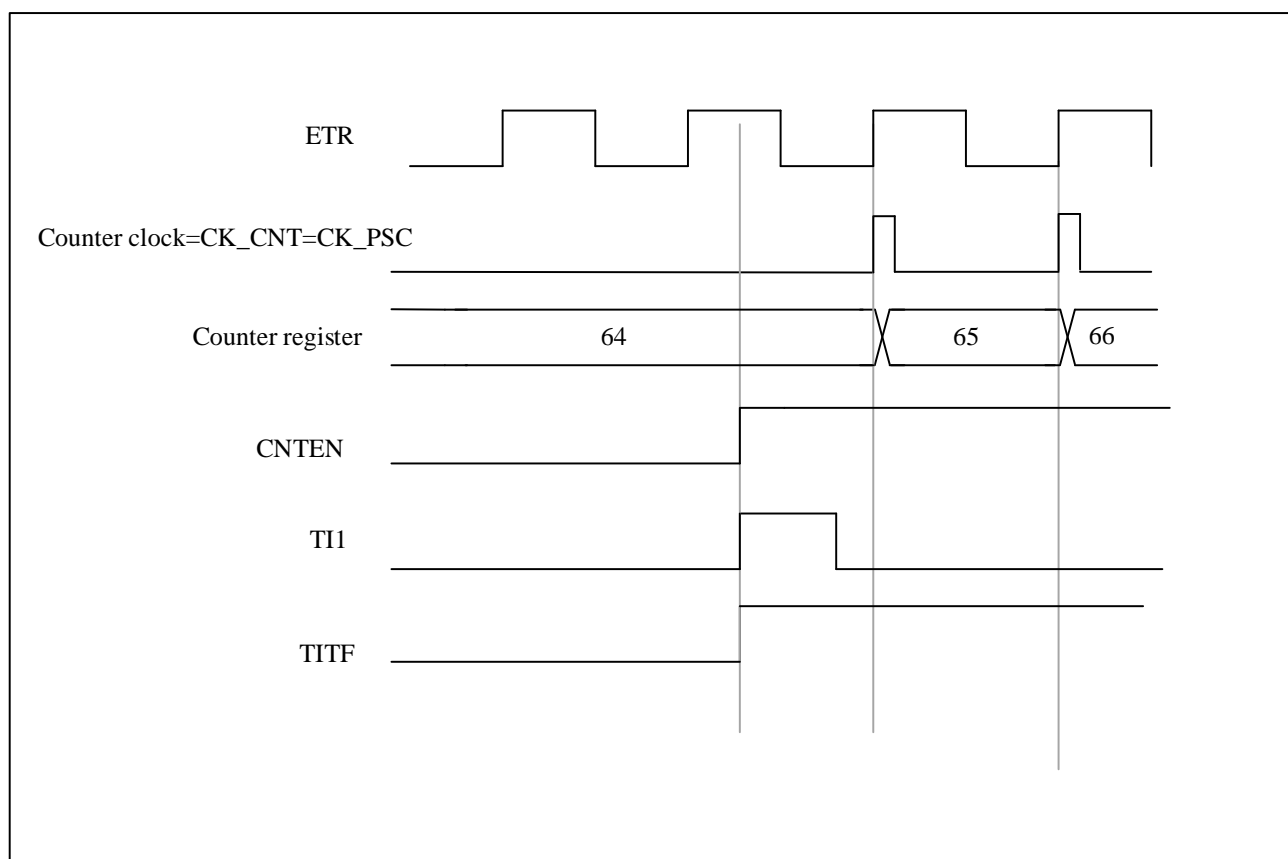 ETR
Counter clock=CK_CNT=CK_PSC
Counter register
64
65
66
CNTEN
TI1
TITF